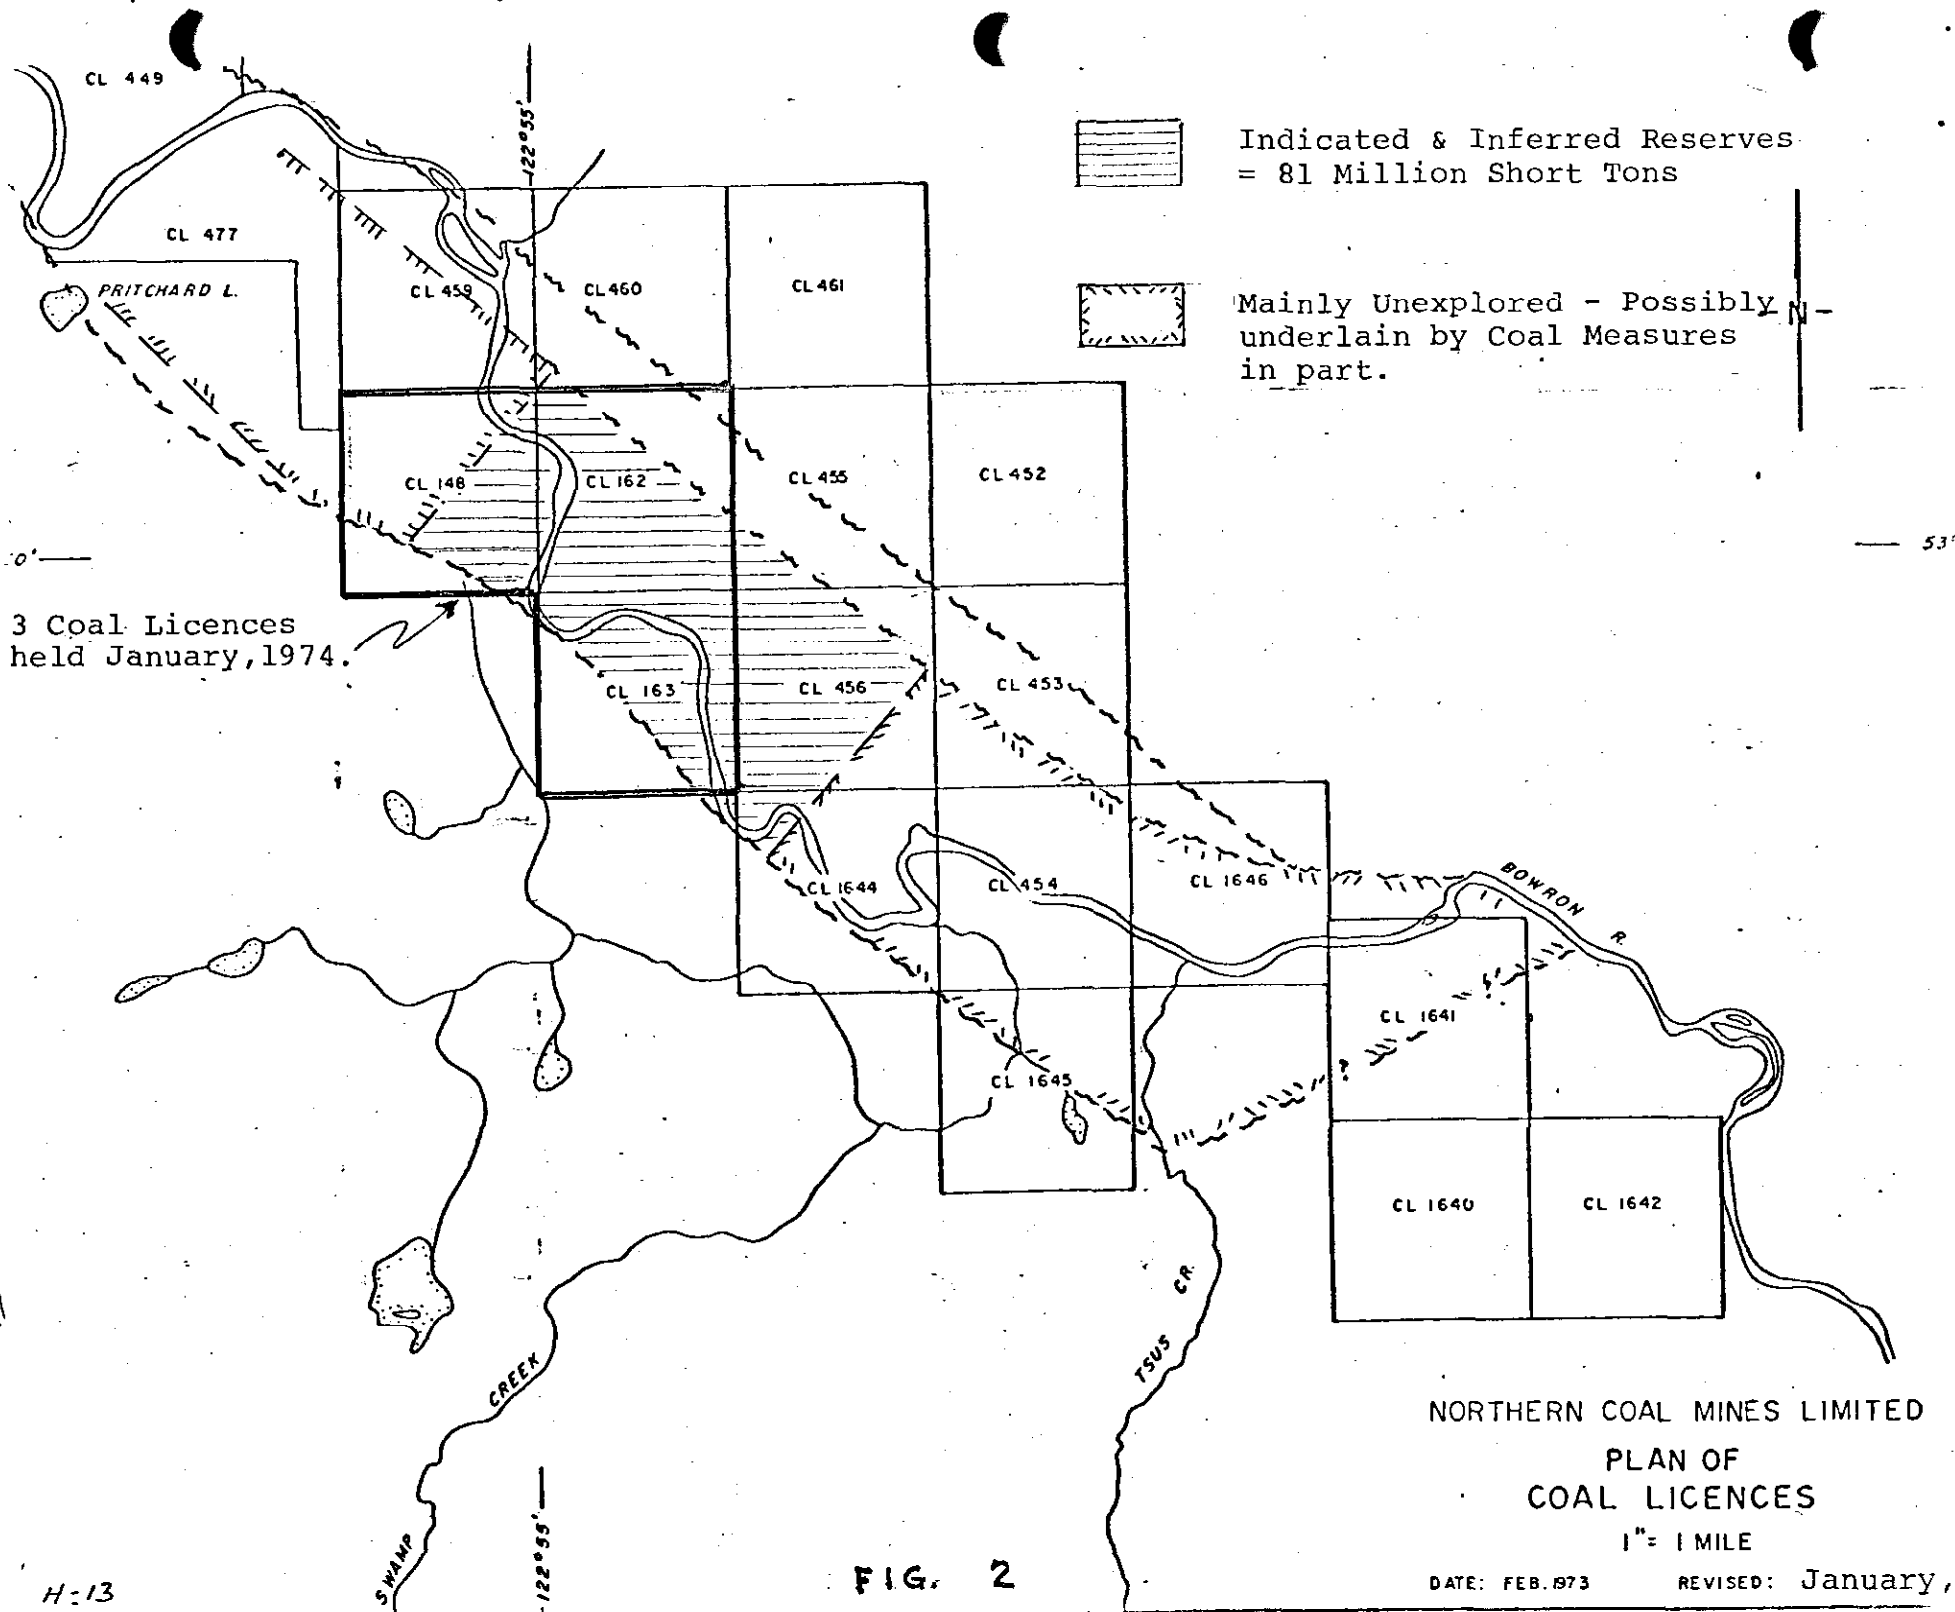 CL 449
122°55'
Indicated & Inferred Reserves
= 81 Million Short Tons
CL 477
PRITCHARD L.
CL 459
CL 460
CL 461
Mainly Unexplored - Possibly
underlain by Coal Measures
in part.
N
CL 148
CL 162
CL 455
CL 452
0'
53°
3 Coal Licences
held January, 1974.
CL 163
CL 456
CL 453
CL 1644
CL 454
CL 1646
BOWRON R.
CL 1641
?
?
CL 1645
CL 1640
CL 1642
TSUS CR.
SWAMP CREEK
122°55'
NORTHERN COAL MINES LIMITED
PLAN OF
COAL LICENCES
1"= 1 MILE
DATE: FEB. 1973 REVISED: January,
FIG. 2
H-13